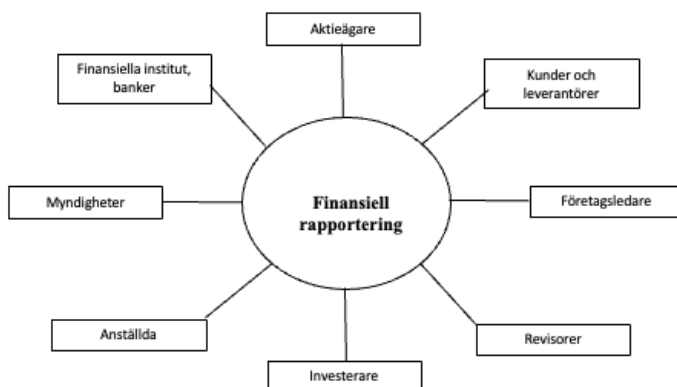 Aktieägare
Finansiella institut,
banker
Kunder och
leverantörer
Myndigheter
Finansiell
rapportering
Företagsledare
Anställda
Revisorer
Investerare